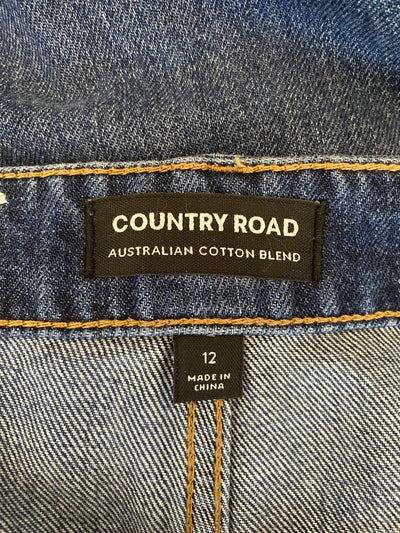 COUNTRY ROAD
AUSTRALIAN COTTON BLEND
12
MADE IN
CHINA